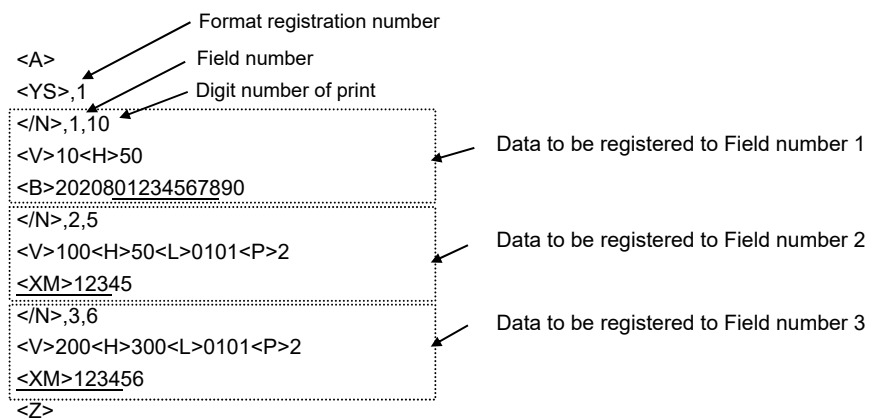 Format registration number
<A>
Field number
<YS>,1
Digit number of print
</N>,1,10
Data to be registered to Field number 1
<V>10<H>50
<B>2020801234567890
</N>,2,5
Data to be registered to Field number 2
<V>100<H>50<L>0101<P>2
<XM>12345
</N>,3,6
Data to be registered to Field number 3
<V>200<H>300<L>0101<P>2
<XM>123456
<Z>